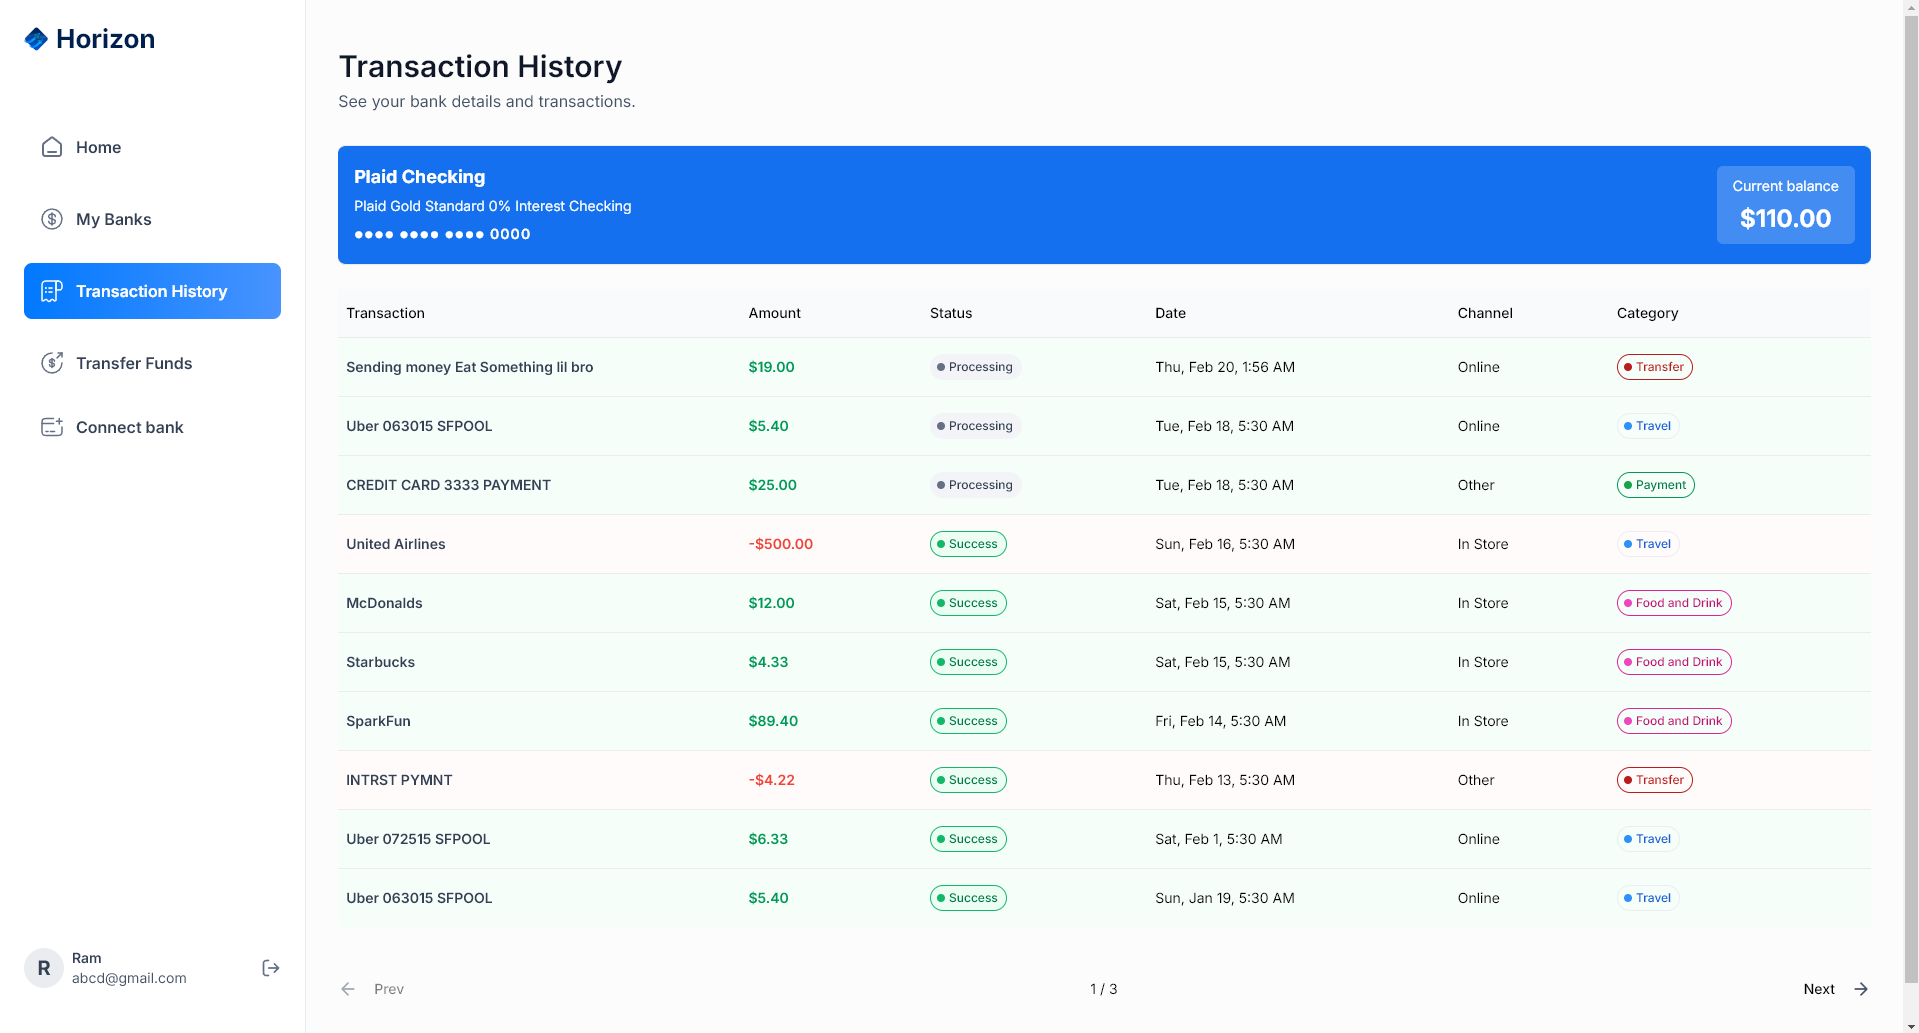 Horizon
Home
My Banks
Transaction History
Transfer Funds
Connect bank
R
Ram
abcd@gmail.com
Transaction History
See your bank details and transactions.
Plaid Checking
Plaid Gold Standard 0% Interest Checking
●●●● ●●●● ●●●● 0000
Current balance
$110.00
Transaction Amount Status Date Channel Category
Sending money Eat Something lil bro $19.00 Processing Thu, Feb 20, 1:56 AM Online Transfer
Uber 063015 SFPOOL $5.40 Processing Tue, Feb 18, 5:30 AM Online Travel
CREDIT CARD 3333 PAYMENT $25.00 Processing Tue, Feb 18, 5:30 AM Other Payment
United Airlines -$500.00 Success Sun, Feb 16, 5:30 AM In Store Travel
McDonalds $12.00 Success Sat, Feb 15, 5:30 AM In Store Food and Drink
Starbucks $4.33 Success Sat, Feb 15, 5:30 AM In Store Food and Drink
SparkFun $89.40 Success Fri, Feb 14, 5:30 AM In Store Food and Drink
INTRST PYMNT -$4.22 Success Thu, Feb 13, 5:30 AM Other Transfer
Uber 072515 SFPOOL $6.33 Success Sat, Feb 1, 5:30 AM Online Travel
Uber 063015 SFPOOL $5.40 Success Sun, Jan 19, 5:30 AM Online Travel
Prev 1 / 3 Next